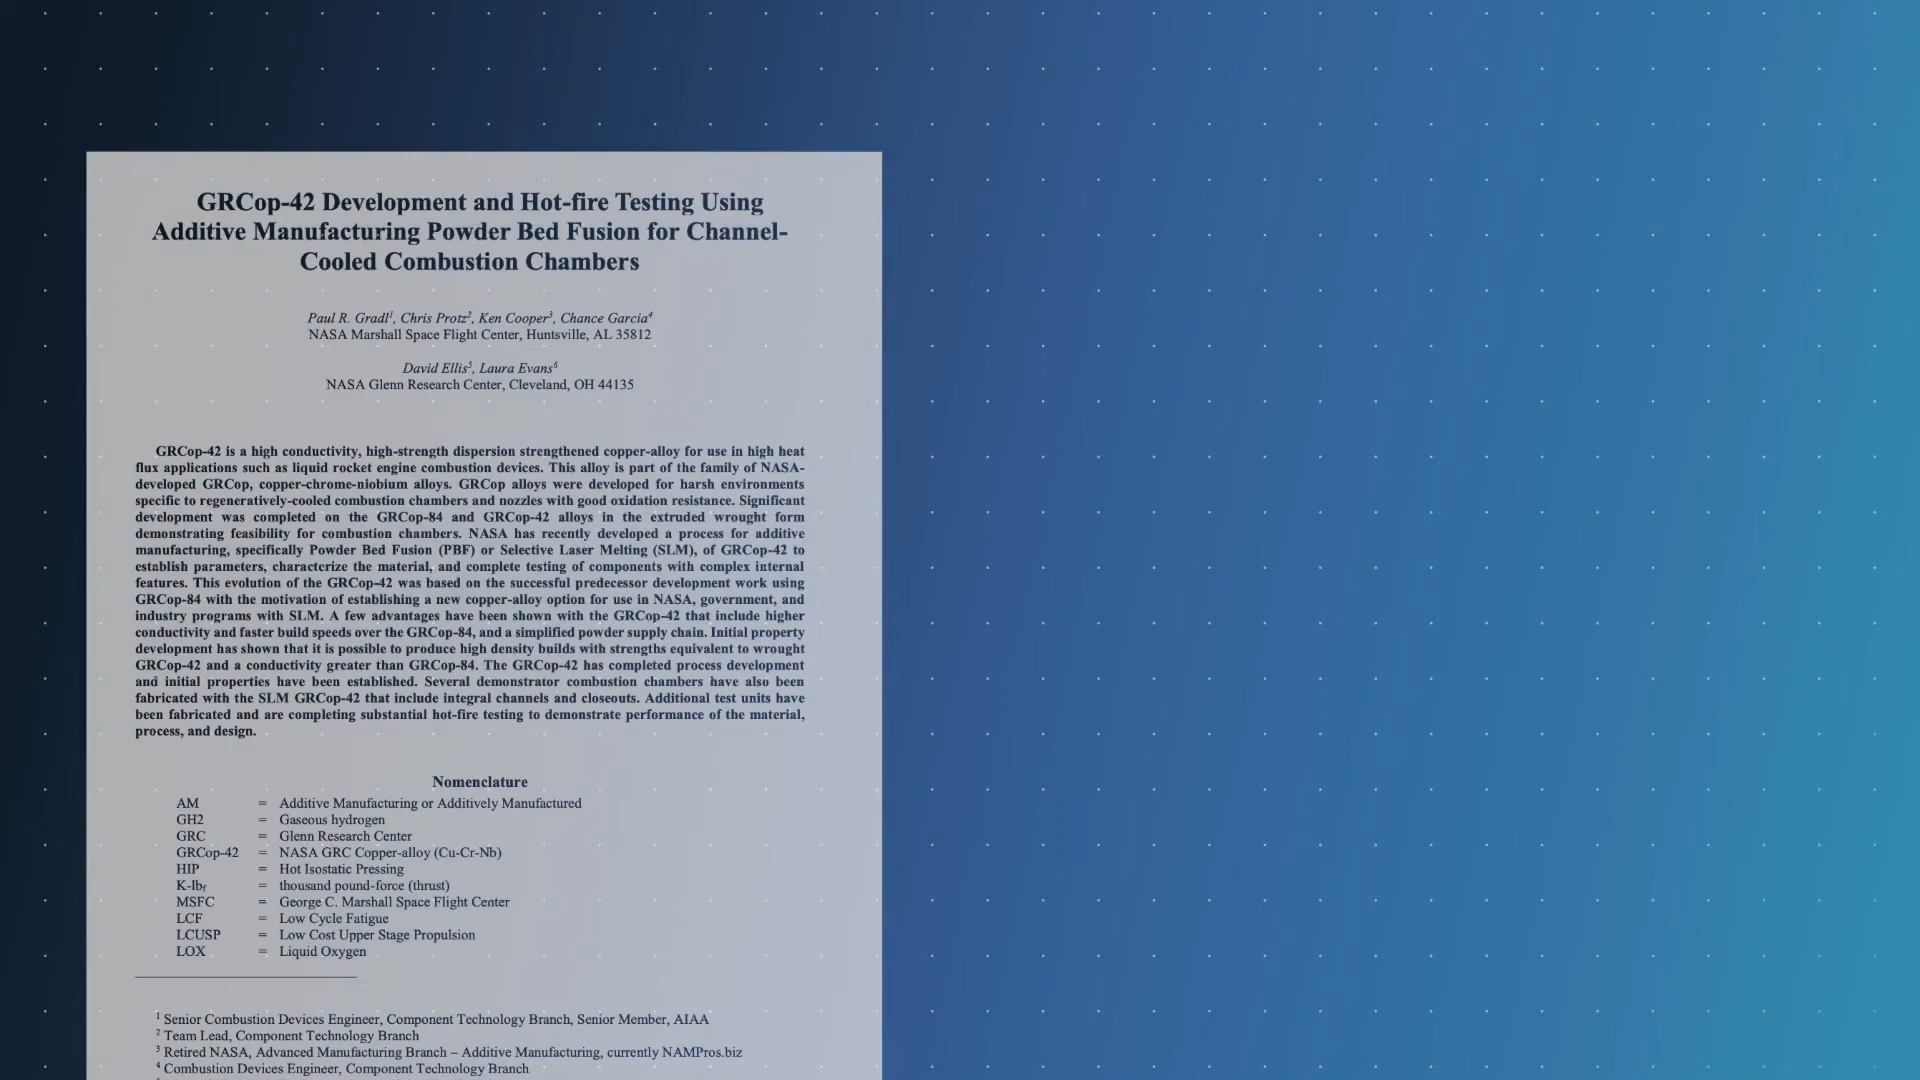 GRCop-42 Development and Hot-fire Testing Using
Additive Manufacturing Powder Bed Fusion for Channel-
Cooled Combustion Chambers
Paul R. Gradl1, Chris Protz2, Ken Cooper3, Chance Garcia4
NASA Marshall Space Flight Center, Huntsville, AL 35812
David Ellis5, Laura Evans6
NASA Glenn Research Center, Cleveland, OH 44135
GRCop-42 is a high conductivity, high-strength dispersion strengthened copper-alloy for use in high heat
flux applications such as liquid rocket engine combustion devices. This alloy is part of the family of NASA-
developed GRCop, copper-chrome-niobium alloys. GRCop alloys were developed for harsh environments
specific to regeneratively-cooled combustion chambers and nozzles with good oxidation resistance. Significant
development was completed on the GRCop-84 and GRCop-42 alloys in the extruded wrought form
demonstrating feasibility for combustion chambers. NASA has recently developed a process for additive
manufacturing, specifically Powder Bed Fusion (PBF) or Selective Laser Melting (SLM), of GRCop-42 to
establish parameters, characterize the material, and complete testing of components with complex internal
features. This evolution of the GRCop-42 was based on the successful predecessor development work using
GRCop-84 with the motivation of establishing a new copper-alloy option for use in NASA, government, and
industry programs with SLM. A few advantages have been shown with the GRCop-42 that include higher
conductivity and faster build speeds over the GRCop-84, and a simplified powder supply chain. Initial property
development has shown that it is possible to produce high density builds with strengths equivalent to wrought
GRCop-42 and a conductivity greater than GRCop-84. The GRCop-42 has completed process development
and initial properties have been established. Several demonstrator combustion chambers have also been
fabricated with the SLM GRCop-42 that include integral channels and closeouts. Additional test units have
been fabricated and are completing substantial hot-fire testing to demonstrate performance of the material,
process, and design.
Nomenclature
AM = Additive Manufacturing or Additively Manufactured
GH2 = Gaseous hydrogen
GRC = Glenn Research Center
GRCop-42 = NASA GRC Copper-alloy (Cu-Cr-Nb)
HIP = Hot Isostatic Pressing
K-lbf = thousand pound-force (thrust)
MSFC = George C. Marshall Space Flight Center
LCF = Low Cycle Fatigue
LCUSP = Low Cost Upper Stage Propulsion
LOX = Liquid Oxygen
1 Senior Combustion Devices Engineer, Component Technology Branch, Senior Member, AIAA
2 Team Lead, Component Technology Branch
3 Retired NASA, Advanced Manufacturing Branch – Additive Manufacturing, currently NAMPros.biz
4 Combustion Devices Engineer, Component Technology Branch